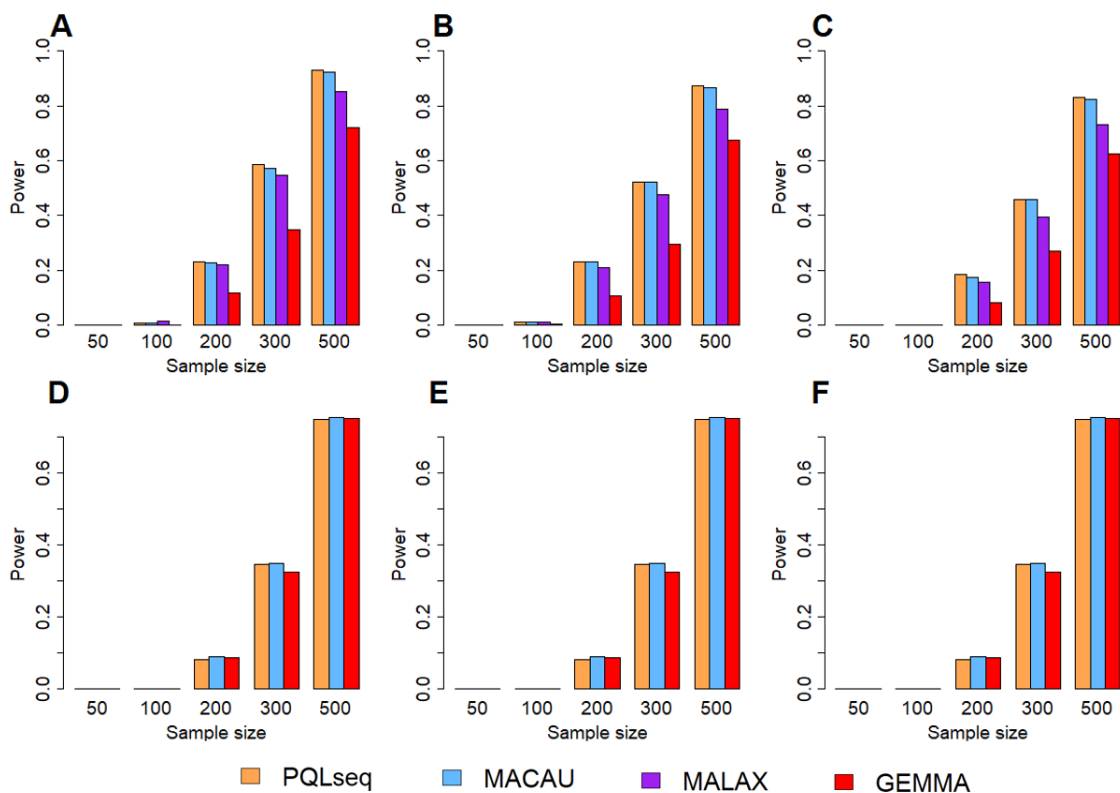 A B C
1.0 1.0 1.0
0.8 0.8 0.8
0.6 0.6 0.6
Power Power Power
0.4 0.4 0.4
0.2 0.2 0.2
0.0 0.0 0.0
50 100 200 300 500 50 100 200 300 500 50 100 200 300 500
Sample size Sample size Sample size
D E F
0.6 0.6 0.6
0.4 0.4 0.4
Power Power Power
0.2 0.2 0.2
0.0 0.0 0.0
50 100 200 300 500 50 100 200 300 500 50 100 200 300 500
Sample size Sample size Sample size
PQLseq MACAU MALAX GEMMA